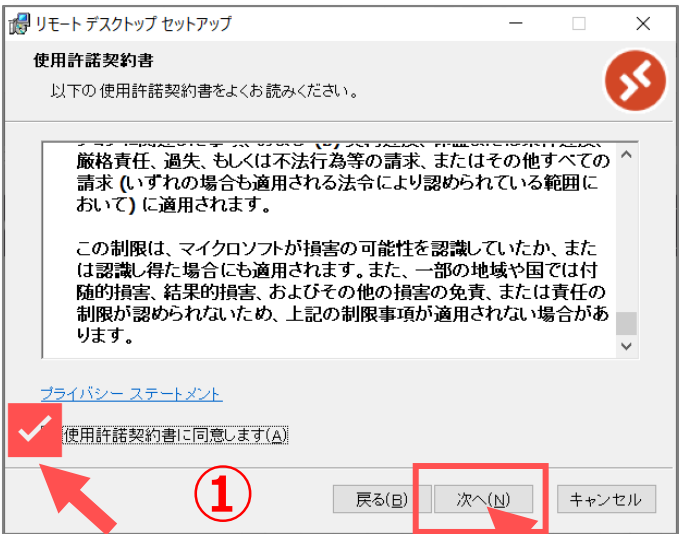 リモート デスクトップ セットアップ
使用許諾契約書
以下の使用許諾契約書をよくお読みください。
厳格責任、過失、もしくは不法行為等の請求、またはその他すべての
請求 (いずれの場合も適用される法令により認められている範囲に
おいて) に適用されます。
この制限は、マイクロソフトが損害の可能性を認識していたか、また
は認識し得た場合にも適用されます。また、一部の地域や国では付
随的損害、結果的損害、およびその他の損害の免責、または責任の
制限が認められないため、上記の制限事項が適用されない場合があ
ります。
プライバシー ステートメント
使用許諾契約書に同意します(A)
① 戻る(B) 次へ(N) キャンセル